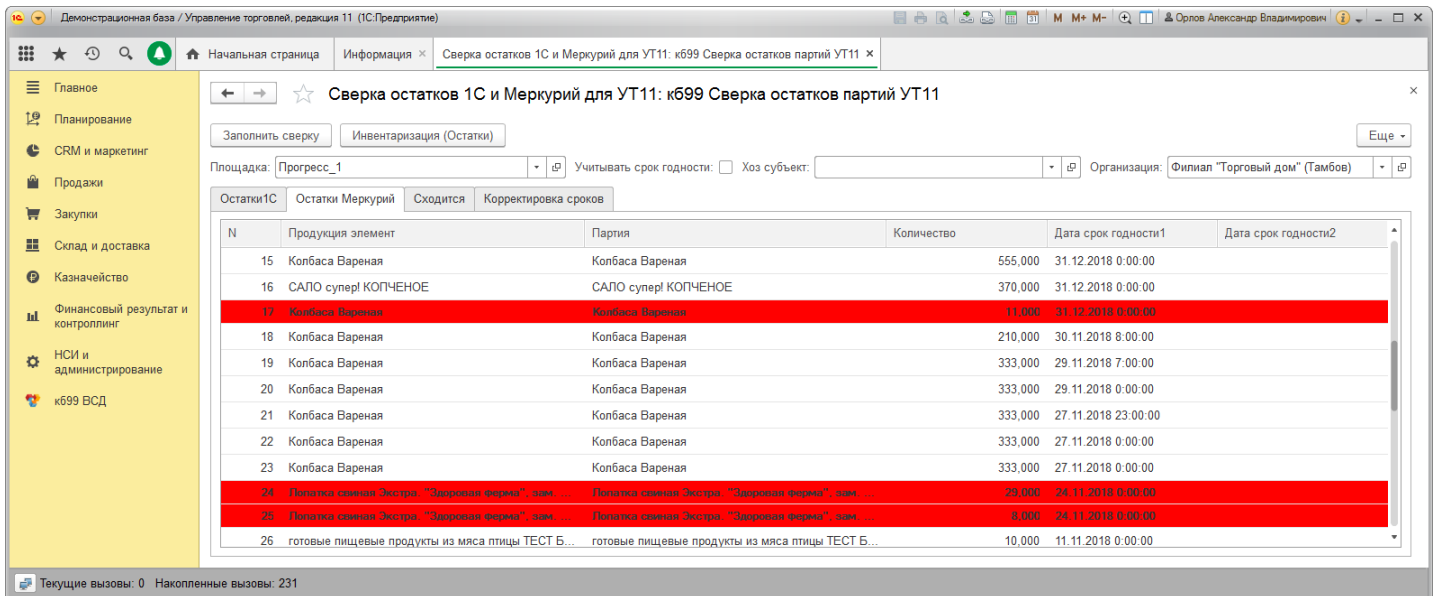 Демонстрационная база / Управление торговлей, редакция 11 (1С:Предприятие)
M M+ M- Орлов Александр Владимирович
Начальная страница Информация × Сверка остатков 1С и Меркурий для УТ11: к699 Сверка остатков партий УТ11 ×
Главное
Планирование
CRM и маркетинг
Продажи
Закупки
Склад и доставка
Казначейство
Финансовый результат и
контроллинг
НСИ и
администрирование
к699 ВСД
Сверка остатков 1С и Меркурий для УТ11: к699 Сверка остатков партий УТ11
Заполнить сверку Инвентаризация (Остатки) Еще
Площадка: Прогресс_1 Учитывать срок годности: Хоз субъект: Организация: Филиал "Торговый дом" (Тамбов)
Остатки1С Остатки Меркурий Сходится Корректировка сроков
N Продукция элемент Партия Количество Дата срок годности1 Дата срок годности2
15 Колбаса Вареная Колбаса Вареная 555,000 31.12.2018 0:00:00
16 САЛО супер! КОПЧЕНОЕ САЛО супер! КОПЧЕНОЕ 370,000 31.12.2018 0:00:00
17 Колбаса Вареная Колбаса Вареная 11,000 31.12.2018 0:00:00
18 Колбаса Вареная Колбаса Вареная 210,000 30.11.2018 8:00:00
19 Колбаса Вареная Колбаса Вареная 333,000 29.11.2018 7:00:00
20 Колбаса Вареная Колбаса Вареная 333,000 29.11.2018 0:00:00
21 Колбаса Вареная Колбаса Вареная 333,000 27.11.2018 23:00:00
22 Колбаса Вареная Колбаса Вареная 333,000 27.11.2018 0:00:00
23 Колбаса Вареная Колбаса Вареная 333,000 27.11.2018 0:00:00
24 Лопатка свиная Экстра. "Здоровая ферма", зам. ... Лопатка свиная Экстра. "Здоровая ферма", зам. ... 29,000 24.11.2018 0:00:00
25 Лопатка свиная Экстра. "Здоровая ферма", зам. ... Лопатка свиная Экстра. "Здоровая ферма", зам. ... 8,000 24.11.2018 0:00:00
26 готовые пищевые продукты из мяса птицы ТЕСТ Б... готовые пищевые продукты из мяса птицы ТЕСТ Б... 10,000 11.11.2018 0:00:00
Текущие вызовы: 0 Накопленные вызовы: 231